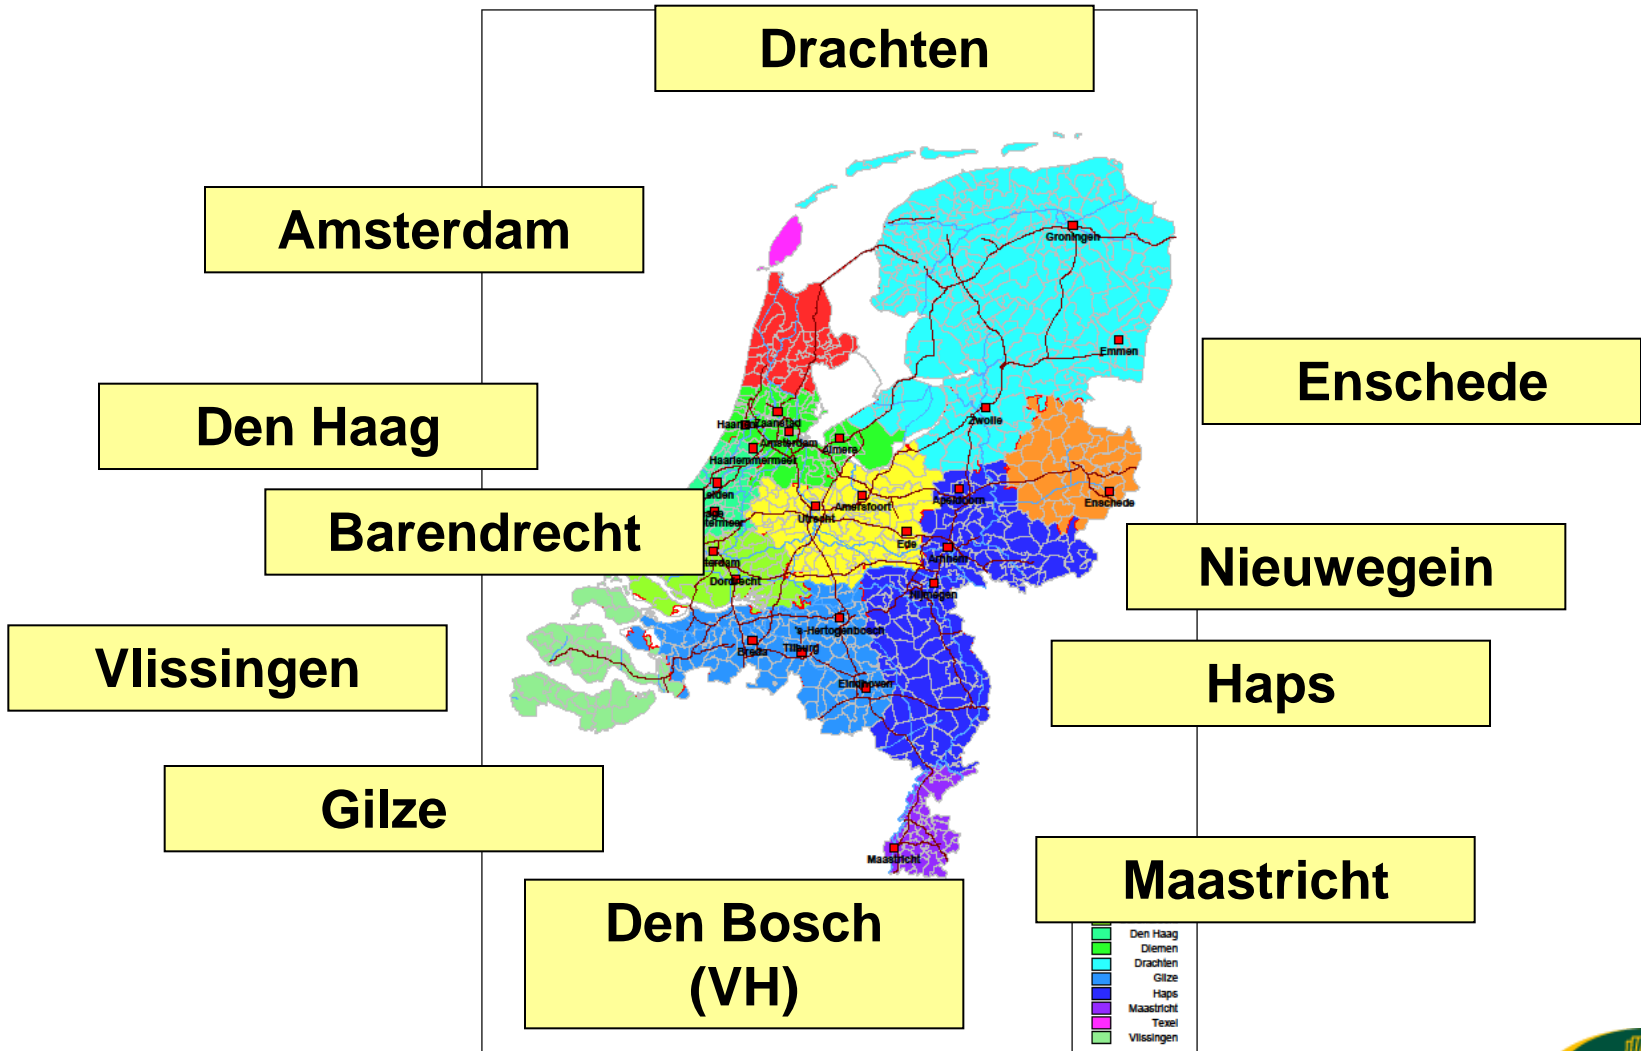 Drachten
Amsterdam
Groningen
Emmen
Enschede
Den Haag
Zwolle
Zaanstad
Amsterdam
Almere
Haarlemmermeer
Enschede
Apeldoorn
Amersfoort
Utrecht
Barendrecht
Ede
Arnhem
Nieuwegein
Dordrecht
Nijmegen
's-Hertogenbosch
Breda
Tilburg
Vlissingen
Haps
Eindhoven
Gilze
Maastricht
Maastricht
Den Bosch
(VH)
Den Haag
Diemen
Drachten
Gilze
Haps
Maastricht
Texel
Vlissingen